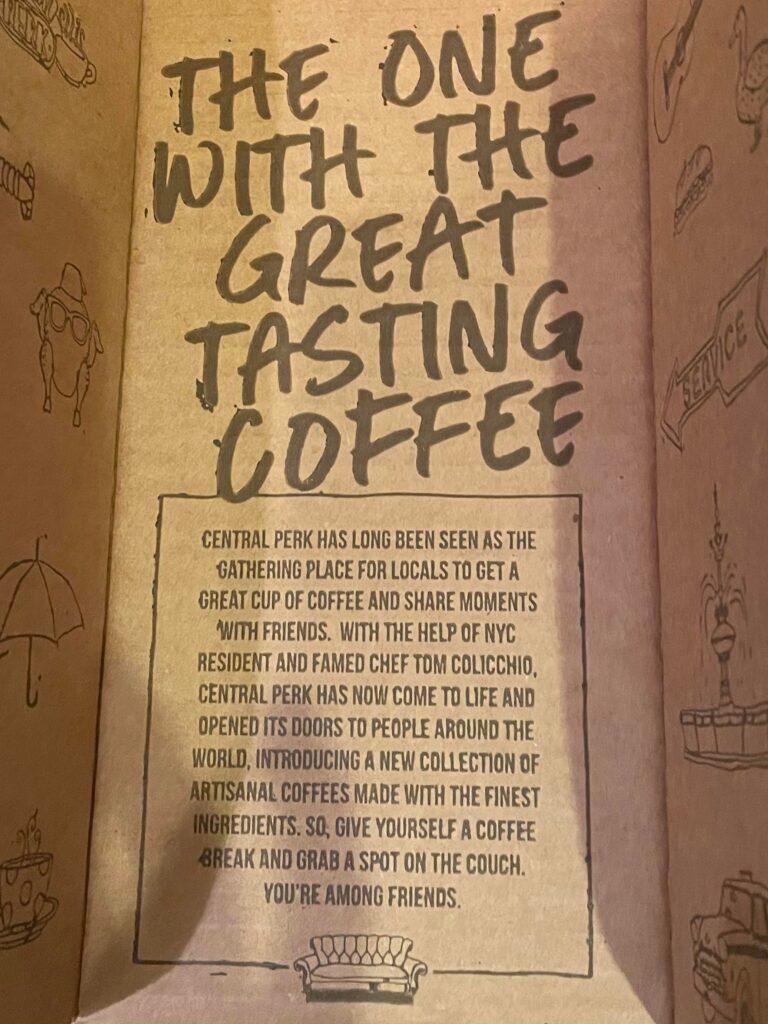 THE ONE
WITH THE
GREAT
TASTING
COFFEE
CENTRAL PERK HAS LONG BEEN SEEN AS THE
GATHERING PLACE FOR LOCALS TO GET A
GREAT CUP OF COFFEE AND SHARE MOMENTS
WITH FRIENDS. WITH THE HELP OF NYC
RESIDENT AND FAMED CHEF TOM COLICCHIO,
CENTRAL PERK HAS NOW COME TO LIFE AND
OPENED ITS DOORS TO PEOPLE AROUND THE
WORLD, INTRODUCING A NEW COLLECTION OF
ARTISANAL COFFEES MADE WITH THE FINEST
INGREDIENTS. SO, GIVE YOURSELF A COFFEE
BREAK AND GRAB A SPOT ON THE COUCH.
YOU'RE AMONG FRIENDS.
SERVICE